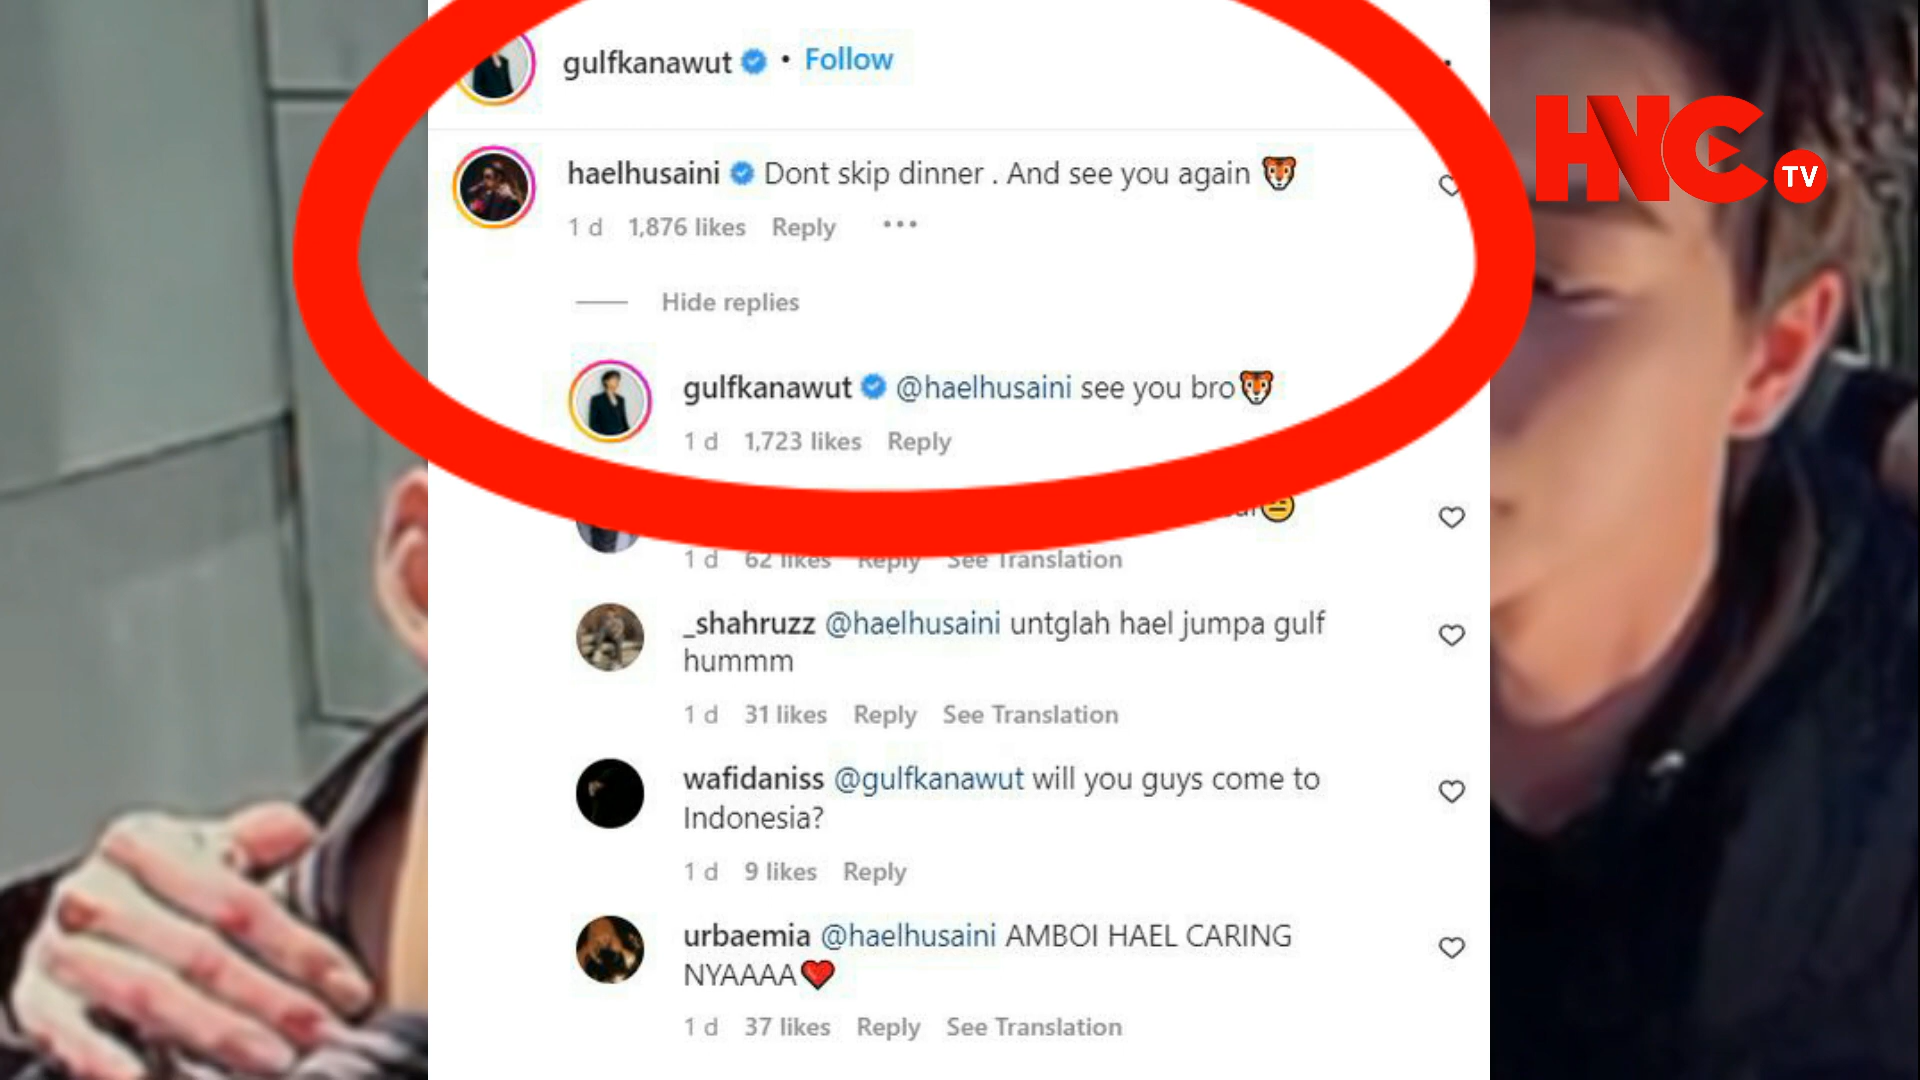 gulfkanawut • Follow
HNC TV
haelhusaini Dont skip dinner . And see you again 🐯
1 d 1,876 likes Reply •••
Hide replies
gulfkanawut @haelhusaini see you bro🐯
1 d 1,723 likes Reply
1 d 62 likes Reply See Translation
_shahruzz @haelhusaini untglah hael jumpa gulf
hummm
1 d 31 likes Reply See Translation
wafidaniss @gulfkanawut will you guys come to
Indonesia?
1 d 9 likes Reply
urbaemia @haelhusaini AMBOI HAEL CARING
NYAAAA❤️
1 d 37 likes Reply See Translation